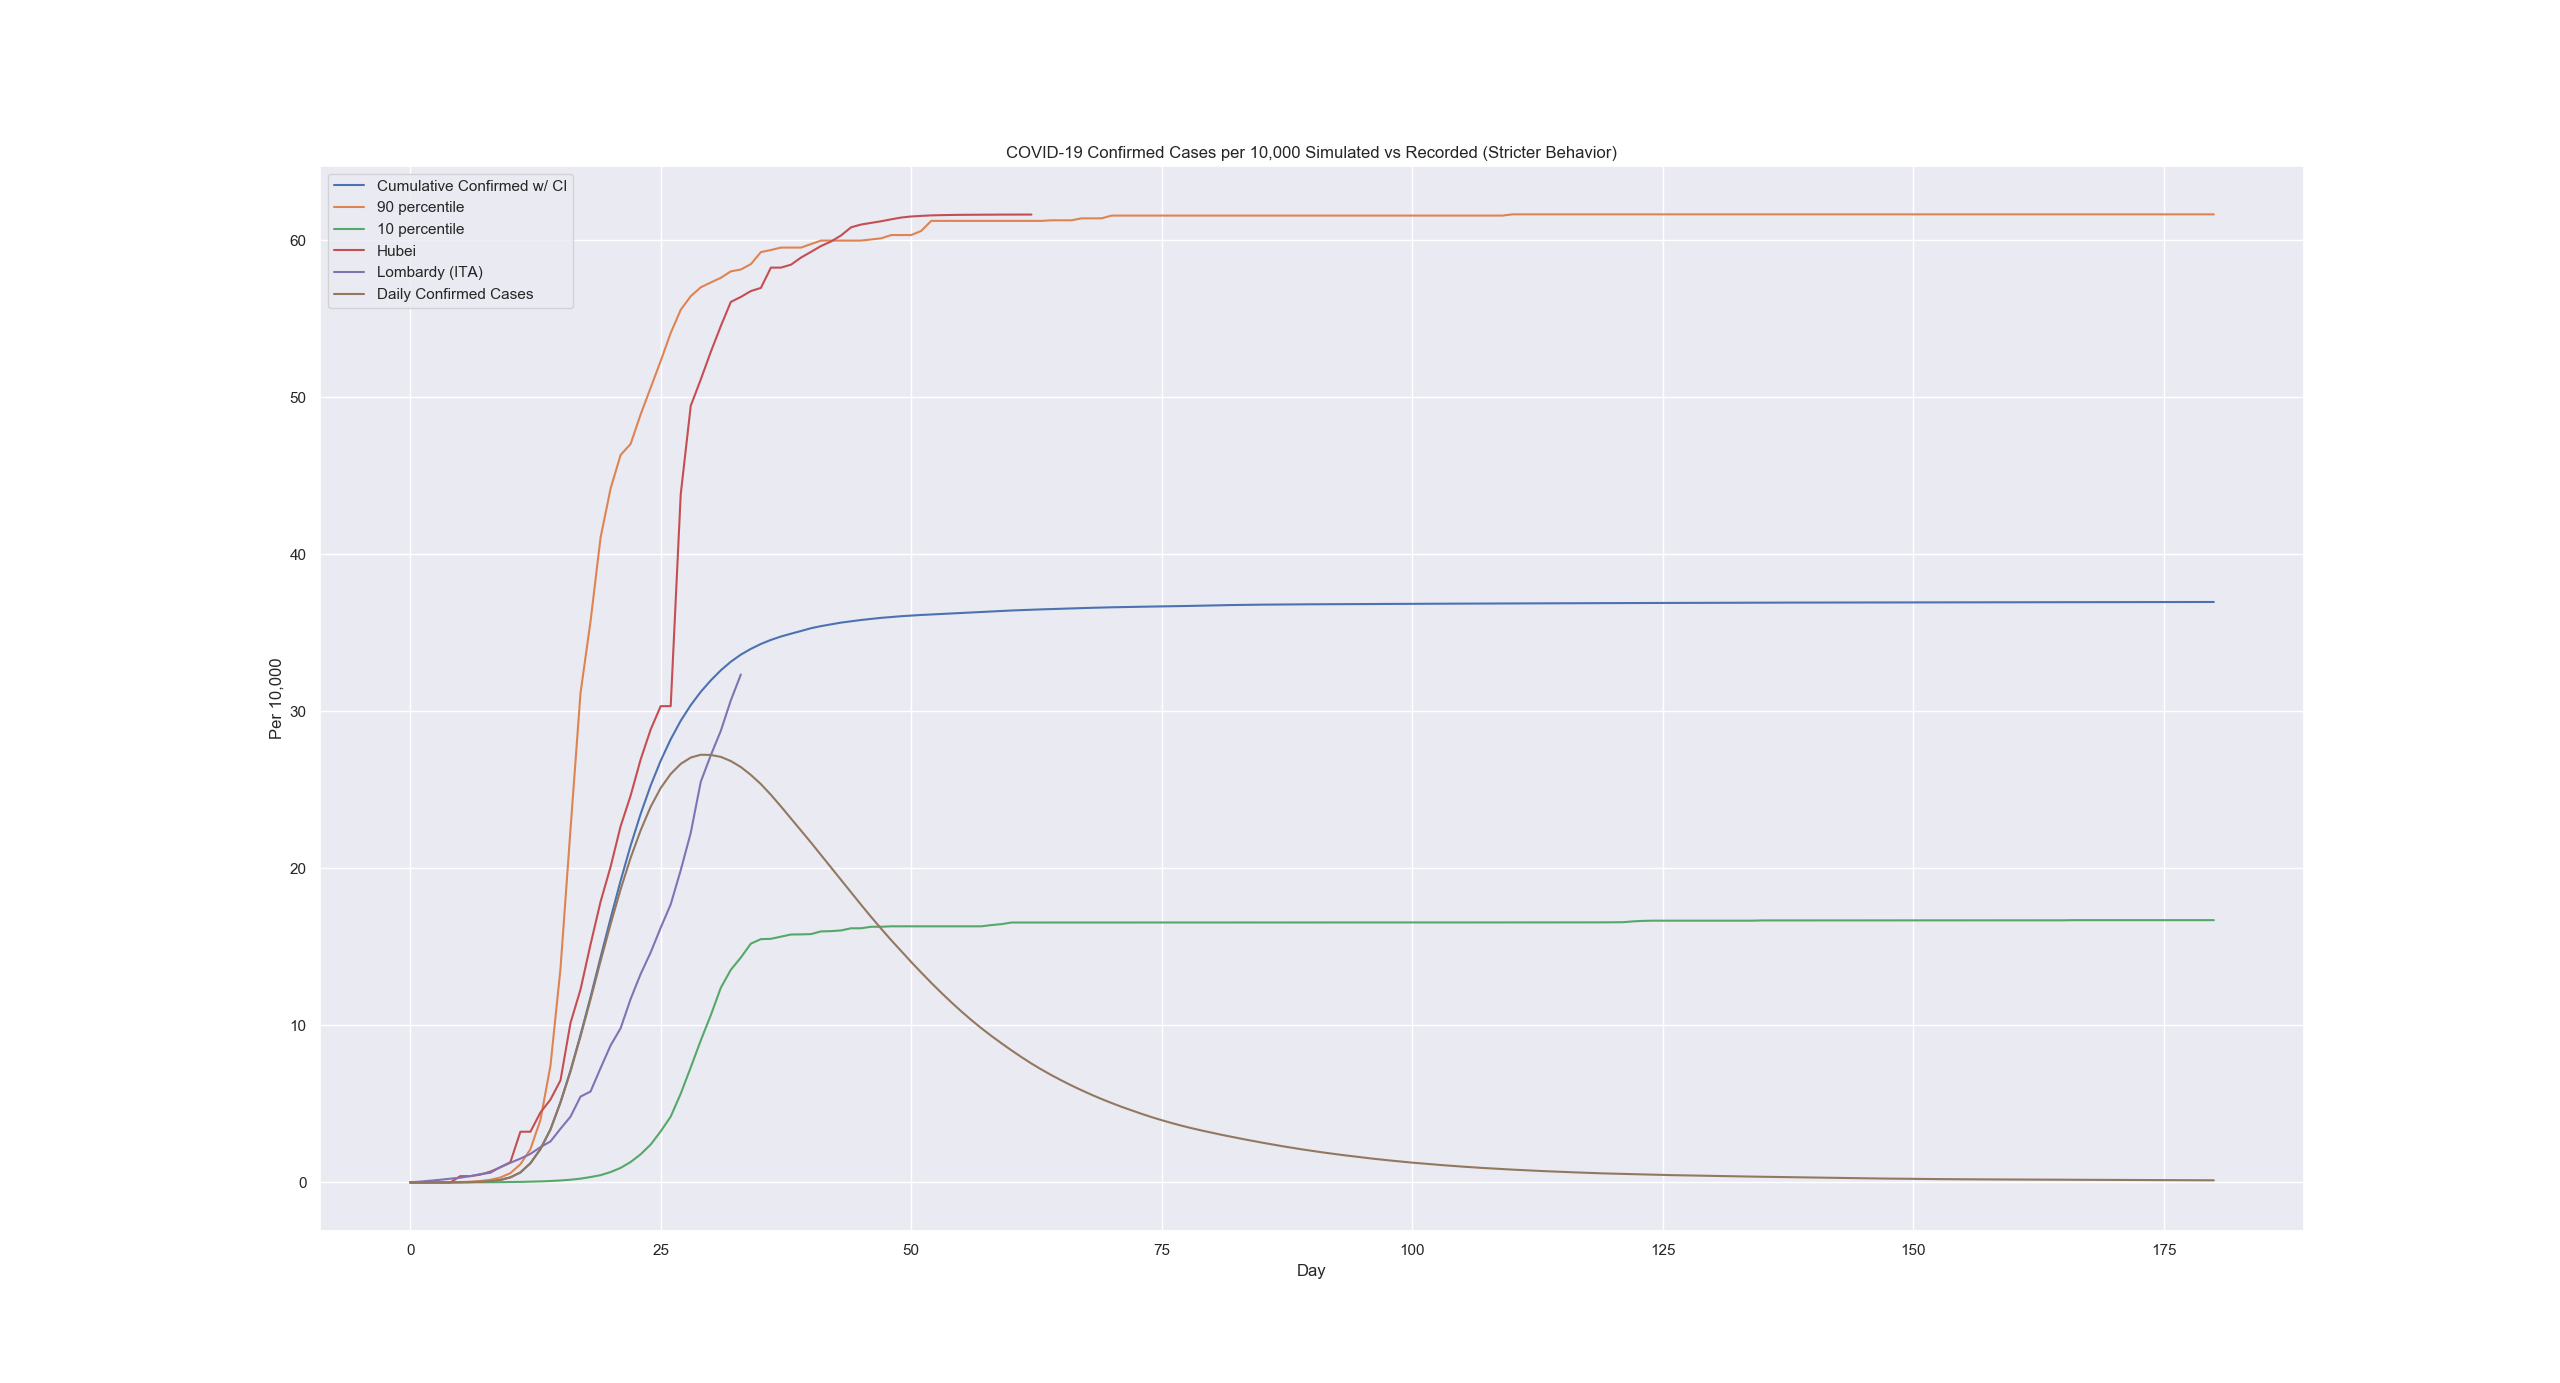 COVID-19 Confirmed Cases per 10,000 Simulated vs Recorded (Stricter Behavior)
Cumulative Confirmed w/ CI
90 percentile
10 percentile
Hubei
Lombardy (ITA)
Daily Confirmed Cases
60
50
40
30
20
10
0
Per 10,000
0 25 50 75 100 125 150 175
Day